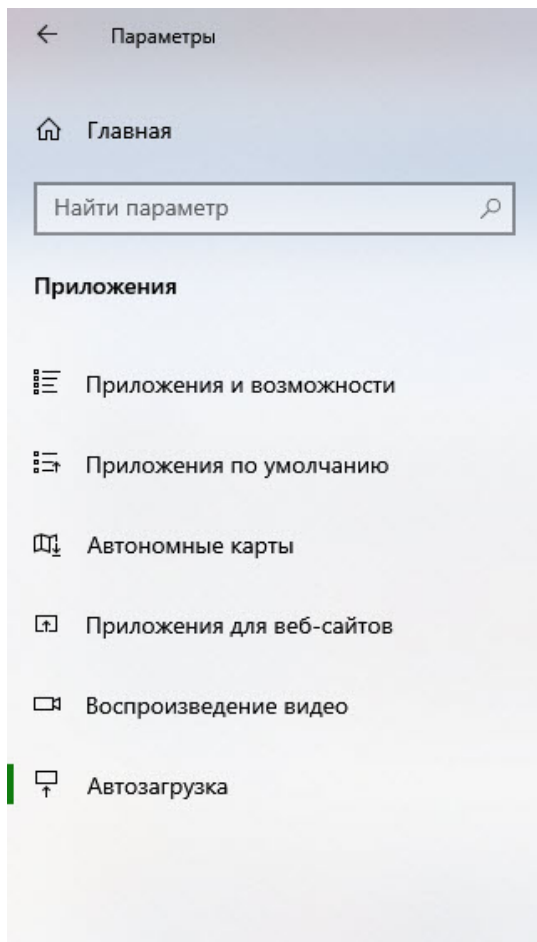 Параметры
Главная
Найти параметр
Приложения
Приложения и возможности
Приложения по умолчанию
Автономные карты
Приложения для веб-сайтов
Воспроизведение видео
Автозагрузка